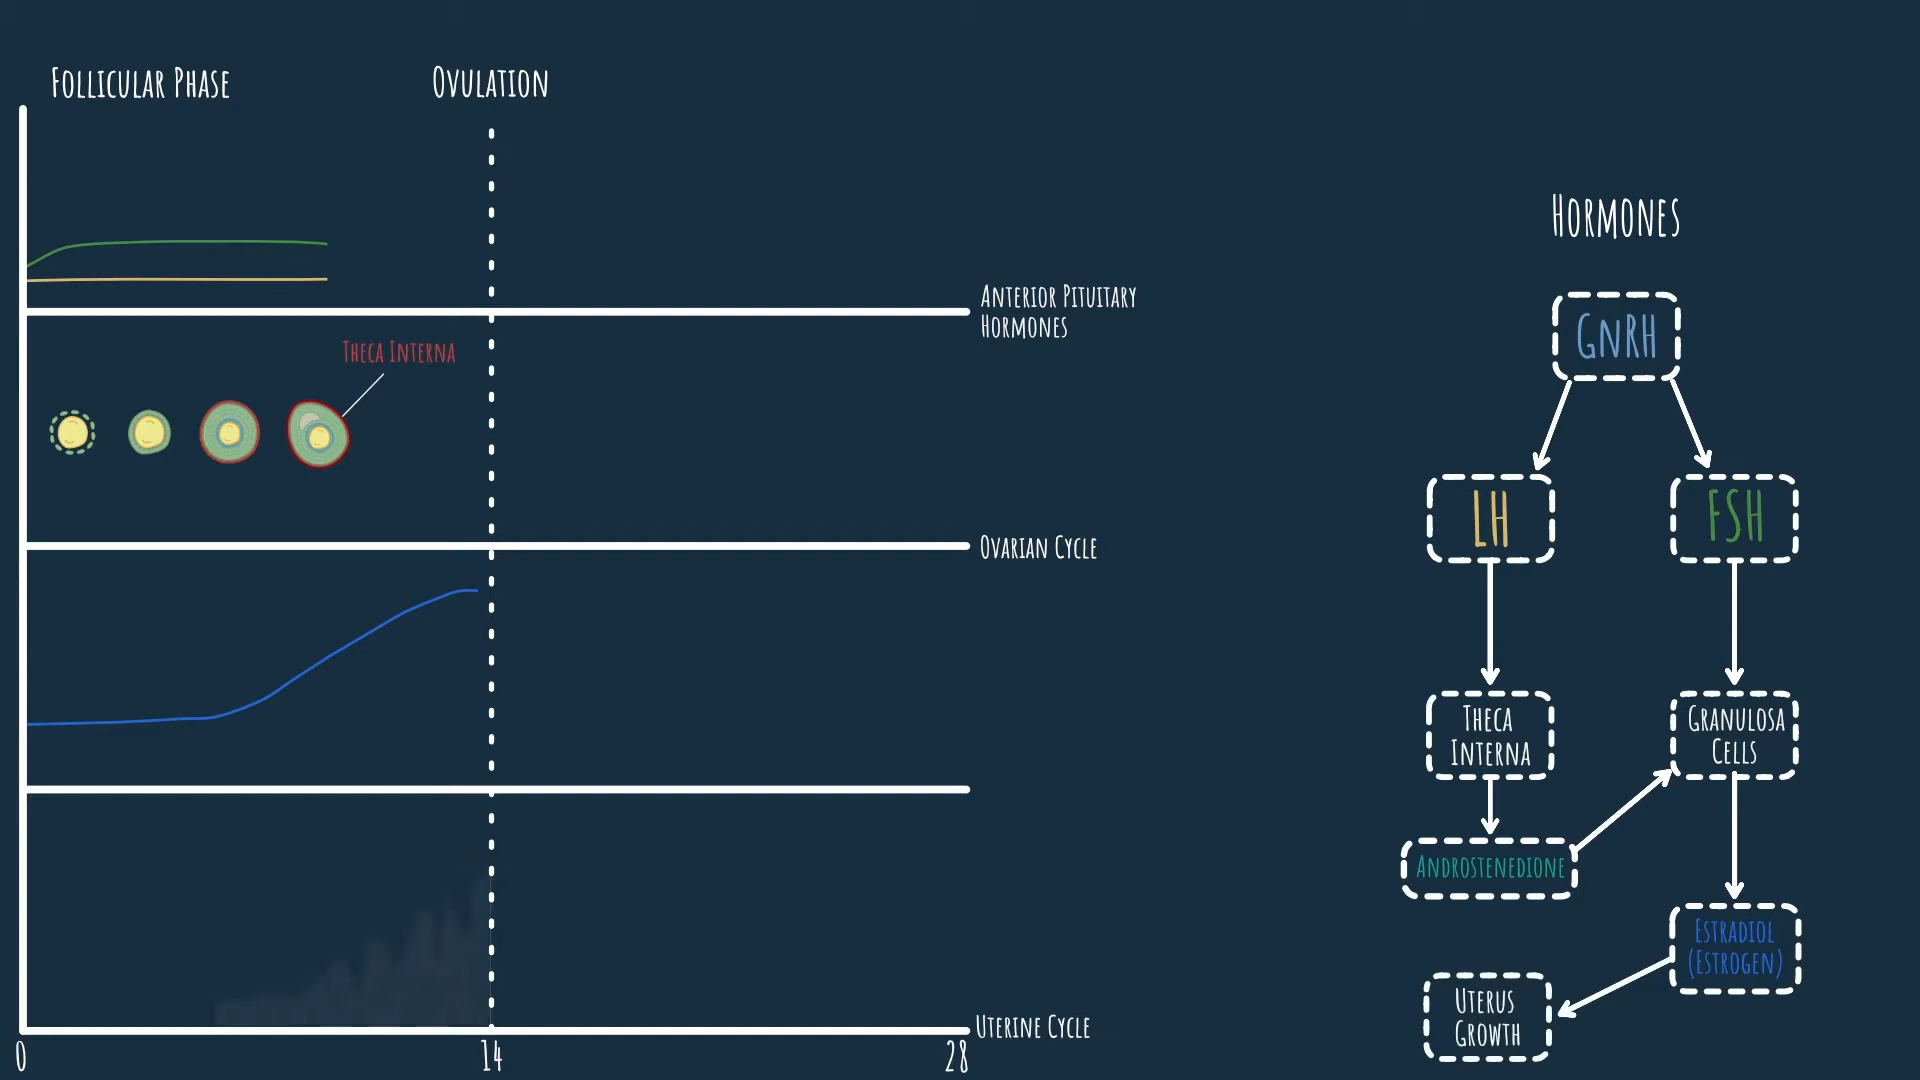 Follicular Phase
Ovulation
Hormones
Anterior Pituitary
Hormones
GnRH
Theca Interna
LH
FSH
Ovarian Cycle
Theca
Interna
Granulosa
Cells
Androstenedione
Estradiol
(Estrogen)
Uterus
Growth
Uterine Cycle
0
14
28